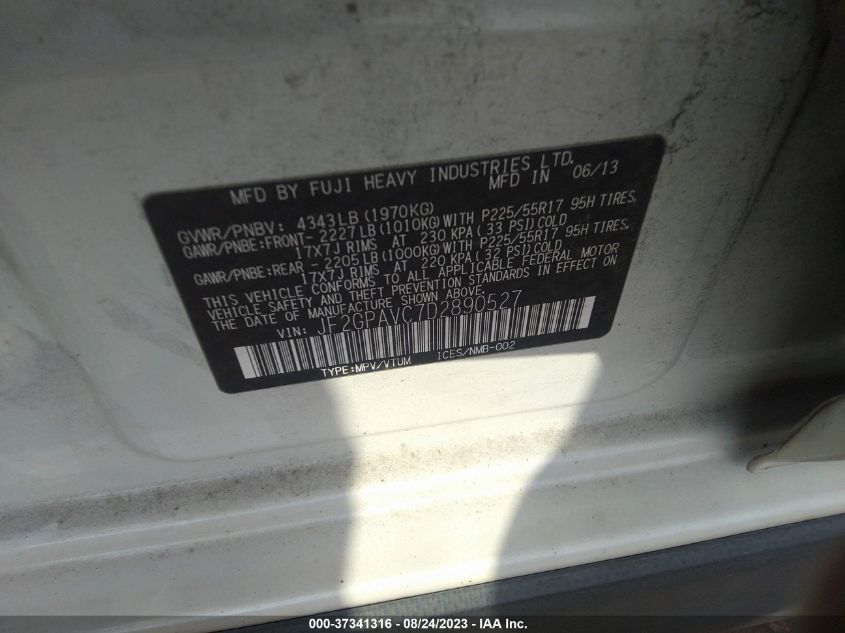 MFD BY FUJI HEAVY INDUSTRIES LTD.
MFD IN 06/13
GVWR/PNBV: 4343LB(1970KG)
GAWR/PNBE:FRONT- 2227LB(1010KG)WITH P225/55R17 95H TIRES,
17X7J RIMS AT 230 KPA(33 PSI)COLD
GAWR/PNBE:REAR - 2205LB(1000KG)WITH P225/55R17 95H TIRES,
17X7J RIMS AT 220 KPA(32 PSI)COLD
THIS VEHICLE CONFORMS TO ALL APPLICABLE FEDERAL MOTOR
VEHICLE SAFETY AND THEFT PREVENTION STANDARDS IN EFFECT ON
THE DATE OF MANUFACTURE SHOWN ABOVE.
VIN: JF2GPAVC7D2890527
TYPE:MPV/VTUM ICES/NMB-002
000-37341316 - 08/24/2023 - IAA Inc.